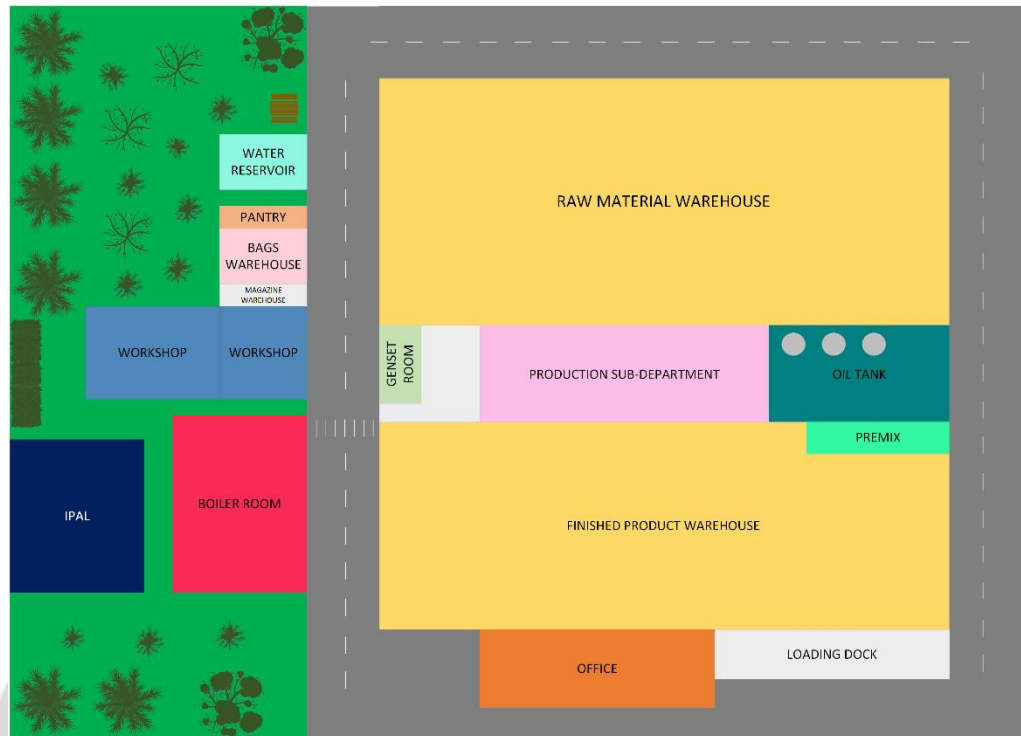 WATER
RESERVOIR
PANTRY
BAGS
WAREHOUSE
MAGAZINE
WAREHOUSE
WORKSHOP
WORKSHOP
BOILER ROOM
IPAL
RAW MATERIAL WAREHOUSE
GENSET
ROOM
PRODUCTION SUB-DEPARTMENT
OIL TANK
PREMIX
FINISHED PRODUCT WAREHOUSE
OFFICE
LOADING DOCK